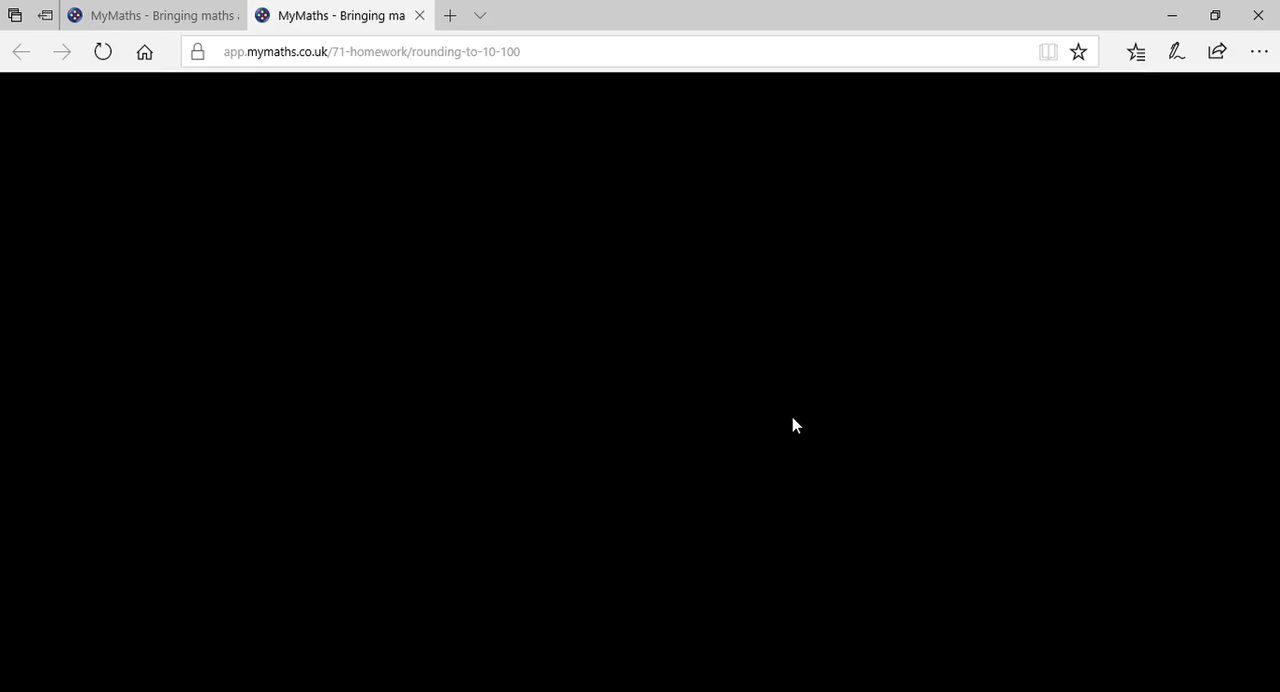 MyMaths - Bringing maths
MyMaths - Bringing ma
app.mymaths.co.uk/71-homework/rounding-to-10-100